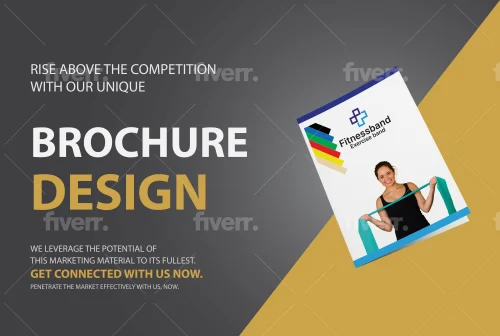 RISE ABOVE THE COMPETITION
WITH OUR UNIQUE
BROCHURE
DESIGN
WE LEVERAGE THE POTENTIAL OF
THIS MARKETING MATERIAL TO ITS FULLEST.
GET CONNECTED WITH US NOW.
PENETRATE THE MARKET EFFECTIVELY WITH US, NOW.
Fitnessband
Exercise band
fiverr.
fiverr.
fiverr.
fiverr.
fiverr.
fiverr.